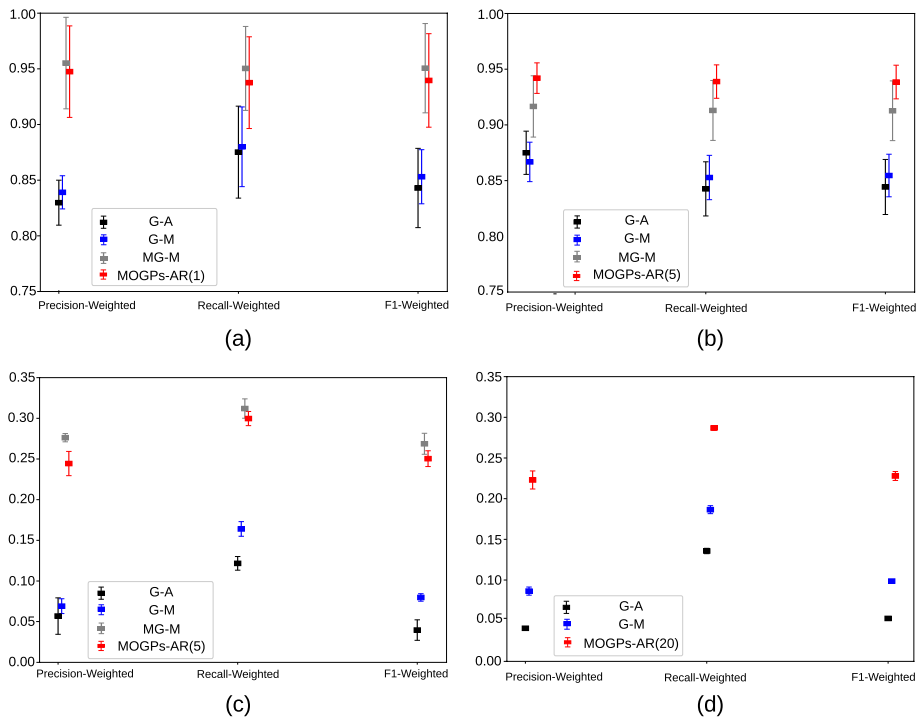 1.00
0.95
0.90
0.85
0.80
0.75
G-A
G-M
MG-M
MOGPs-AR(1)
Precision-Weighted
Recall-Weighted
F1-Weighted
(a)
1.00
0.95
0.90
0.85
0.80
0.75
G-A
G-M
MG-M
MOGPs-AR(5)
Precision-Weighted
Recall-Weighted
F1-Weighted
(b)
0.35
0.30
0.25
0.20
0.15
0.10
0.05
0.00
G-A
G-M
MG-M
MOGPs-AR(5)
Precision-Weighted
Recall-Weighted
F1-Weighted
(c)
0.35
0.30
0.25
0.20
0.15
0.10
0.05
0.00
G-A
G-M
MOGPs-AR(20)
Precision-Weighted
Recall-Weighted
F1-Weighted
(d)